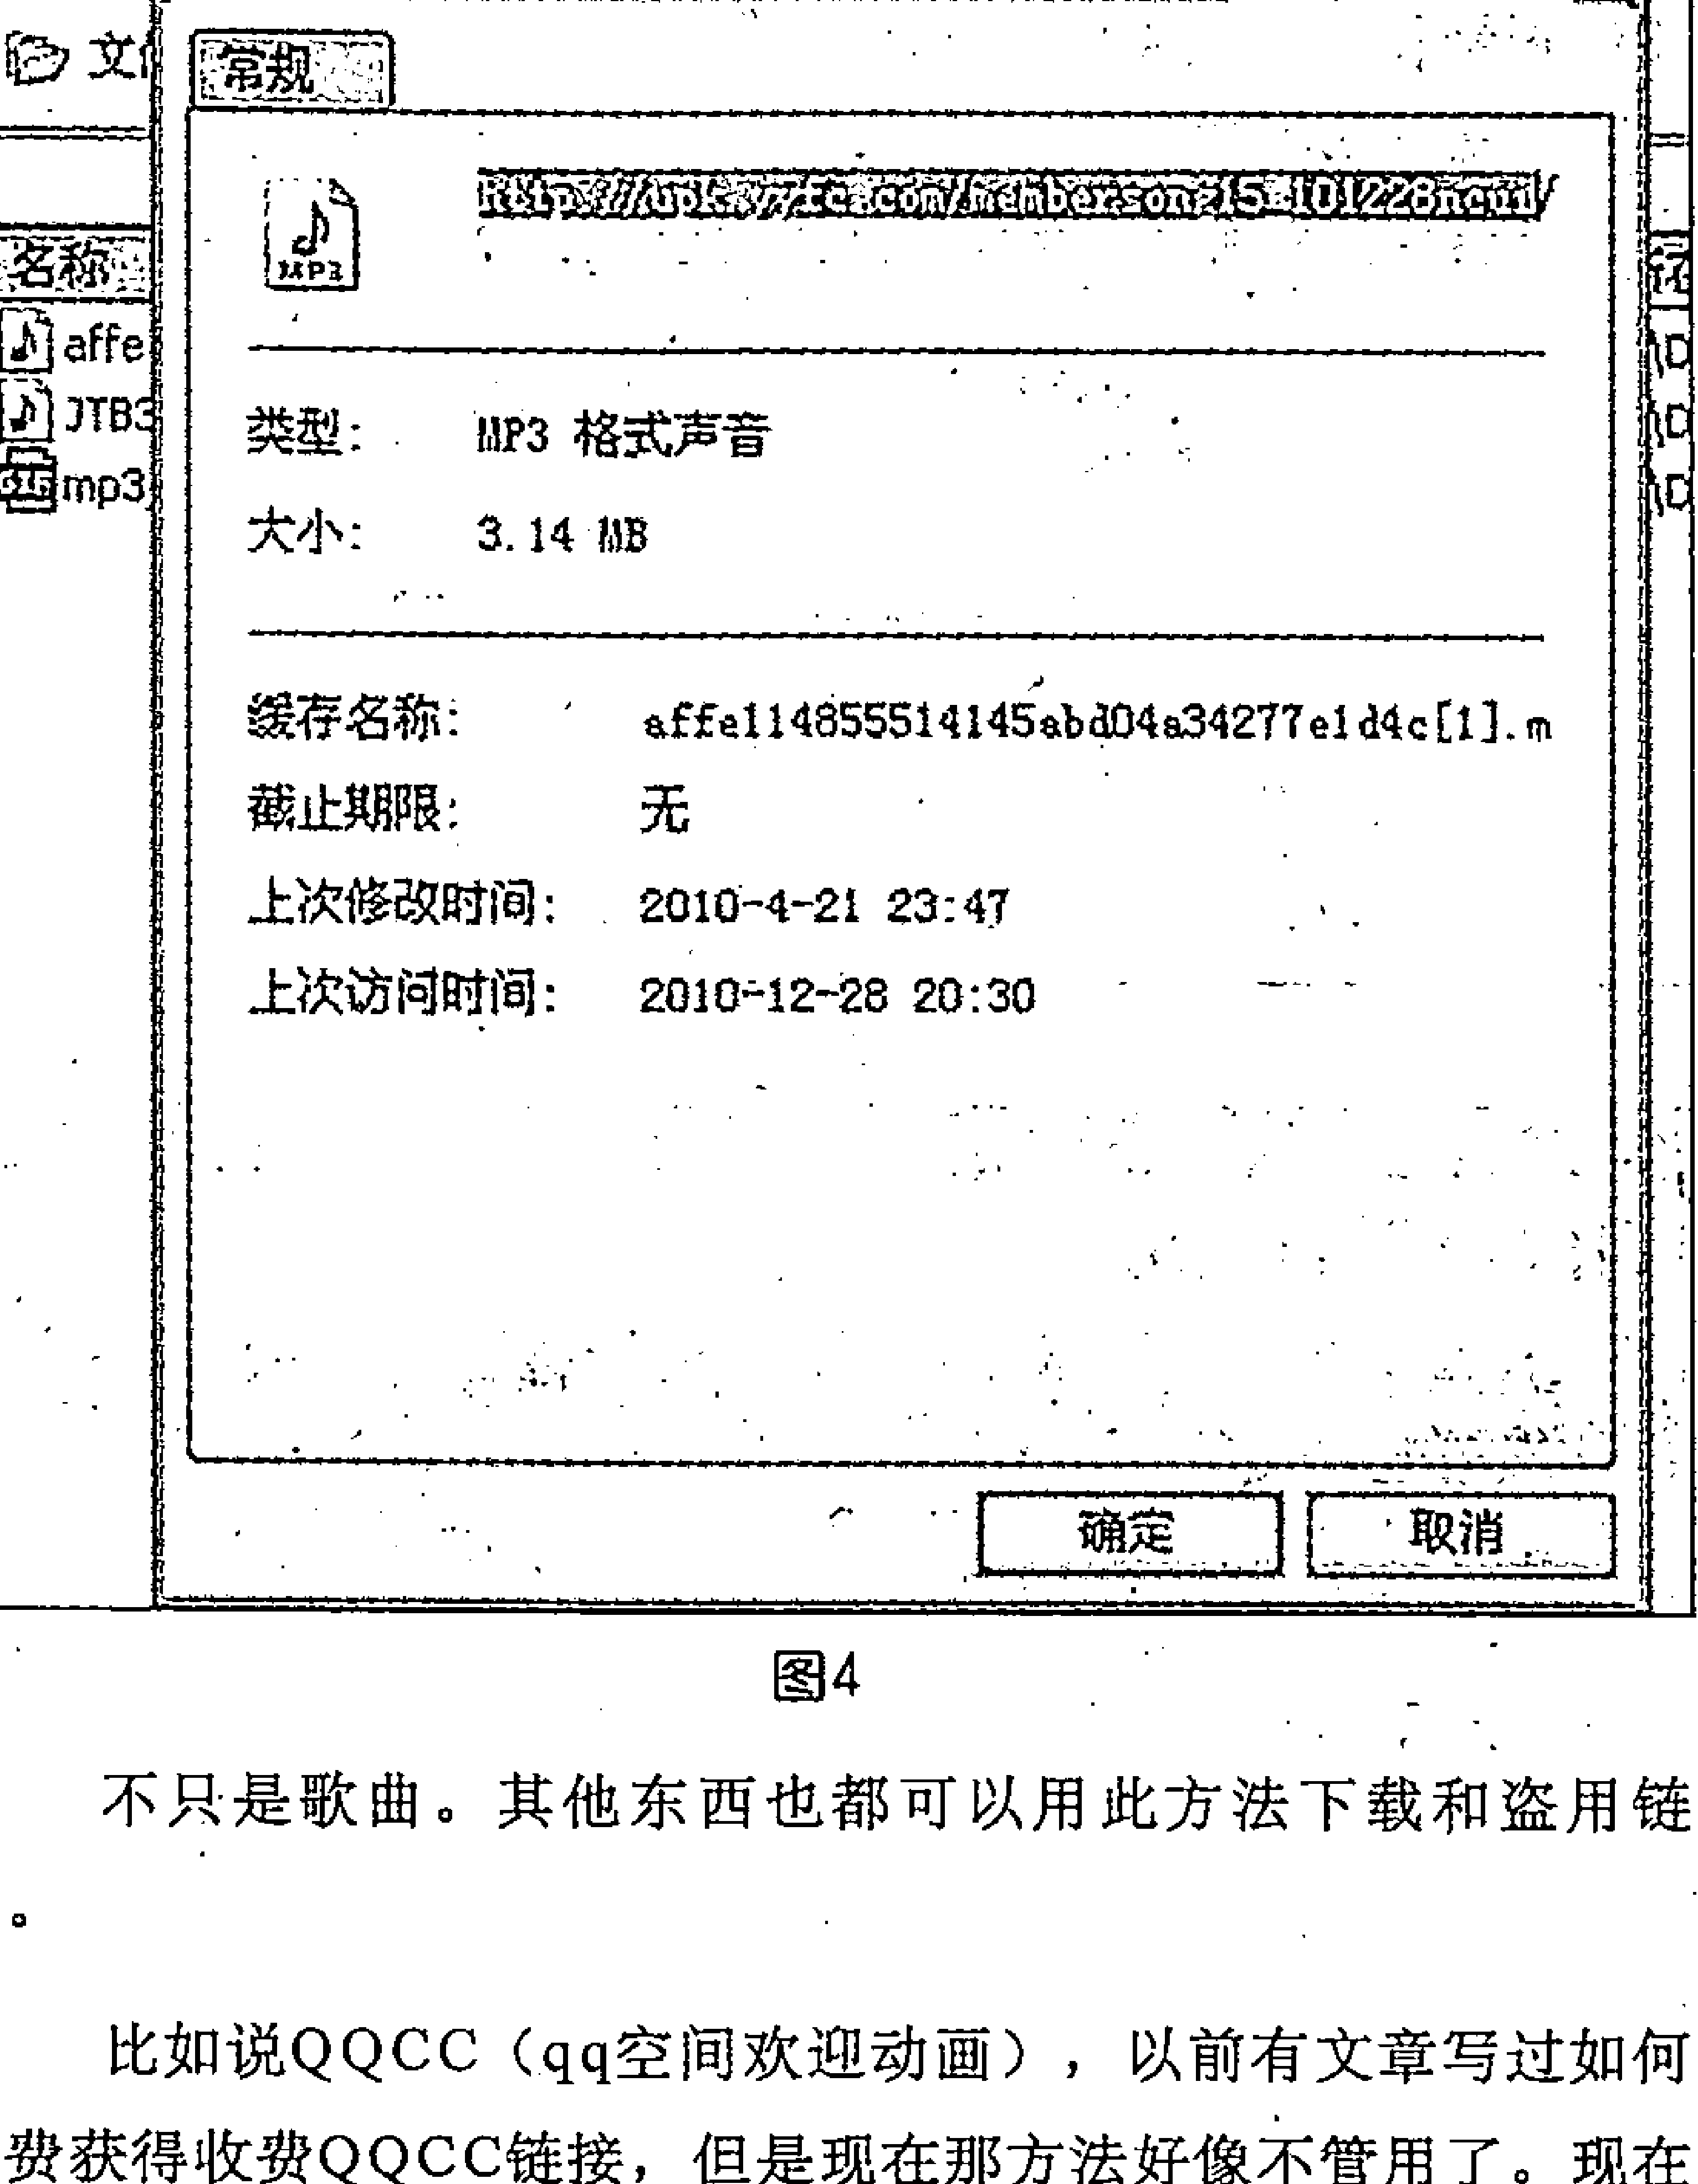 常规
MP3
名称
affe
JTB3
mp3
类型: MP3 格式声音
大小: 3.14 MB
缓存名称: affe114855514145abd04a34277e1d4c[1].m
截止期限: 无
上次修改时间: 2010-4-21 23:47
上次访问时间: 2010-12-28 20:30
确定 取消
图4
不只是歌曲。其他东西也都可以用此方法下载和盗用链
。
比如说QQCC（qq空间欢迎动画），以前有文章写过如何
费获得收费QQCC链接，但是现在那方法好像不管用了。现在